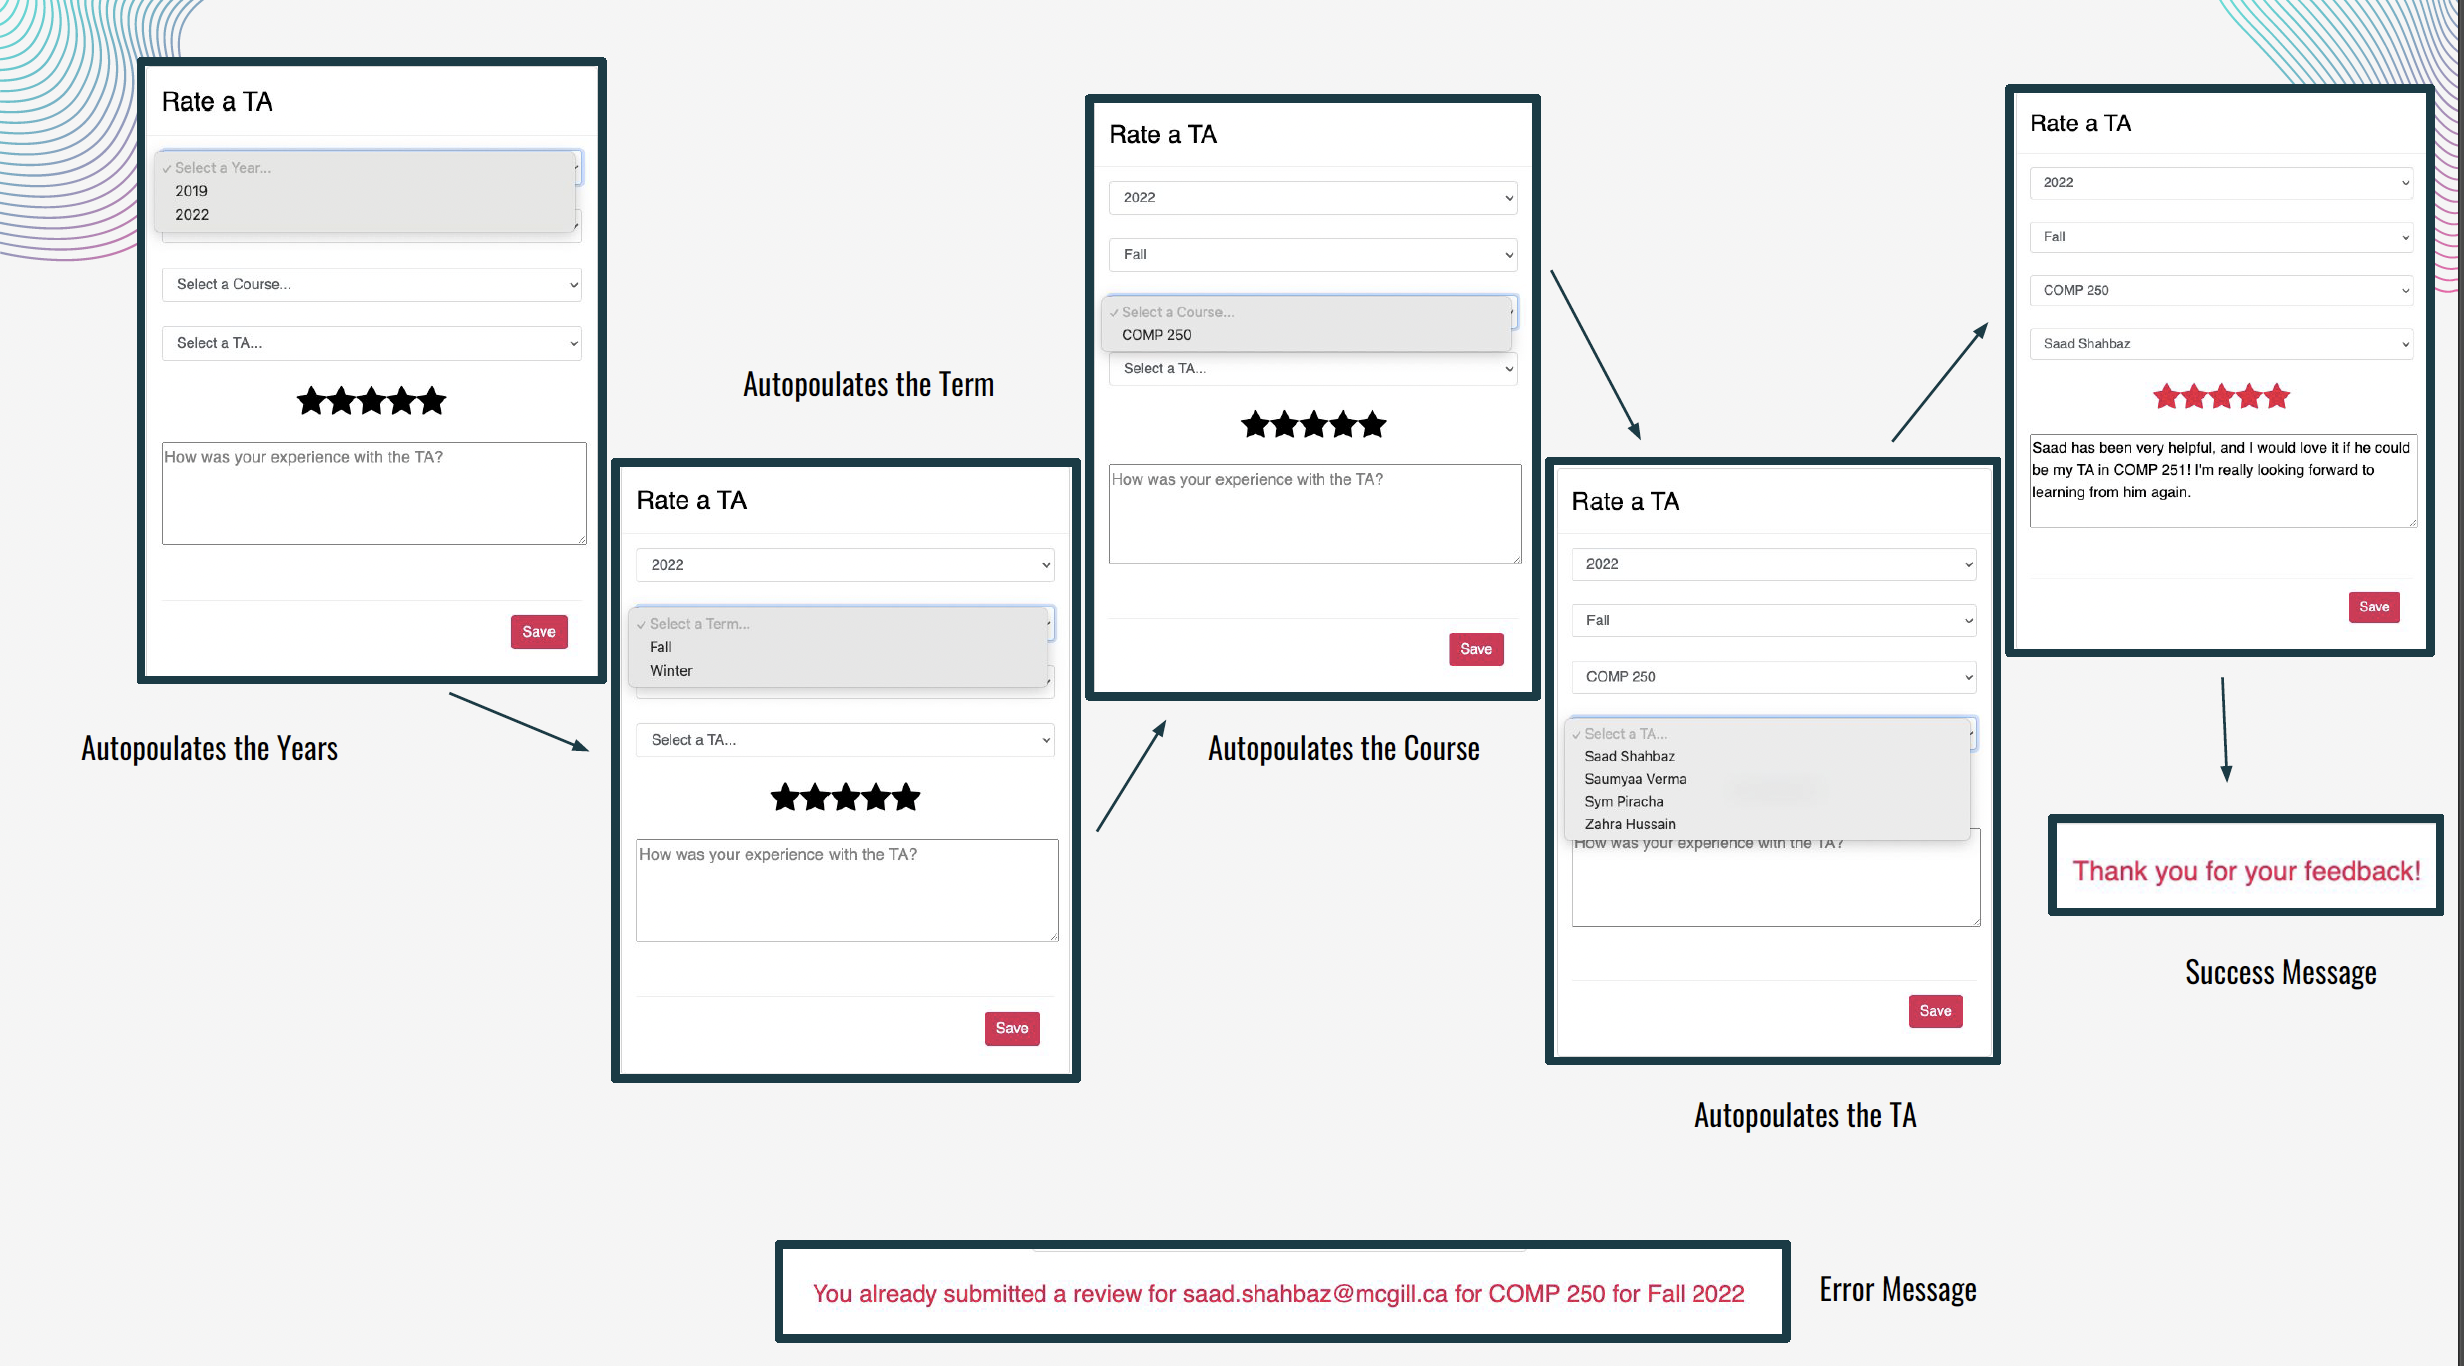 Rate a TA
✓ Select a Year...
2019
2022
Select a Course...
Select a TA...
How was your experience with the TA?
Save
Autopoulates the Years
Autopoulates the Term
Rate a TA
2022
✓ Select a Term...
Fall
Winter
Select a TA...
How was your experience with the TA?
Save
Rate a TA
2022
Fall
✓ Select a Course...
COMP 250
Select a TA...
How was your experience with the TA?
Save
Autopoulates the Course
Rate a TA
2022
Fall
COMP 250
✓ Select a TA...
Saad Shahbaz
Saumyaa Verma
Sym Piracha
Zahra Hussain
How was your experience with the TA?
Save
Autopoulates the TA
Rate a TA
2022
Fall
COMP 250
Saad Shahbaz
Saad has been very helpful, and I would love it if he could
be my TA in COMP 251! I'm really looking forward to
learning from him again.
Save
Thank you for your feedback!
Success Message
You already submitted a review for saad.shahbaz@mcgill.ca for COMP 250 for Fall 2022
Error Message